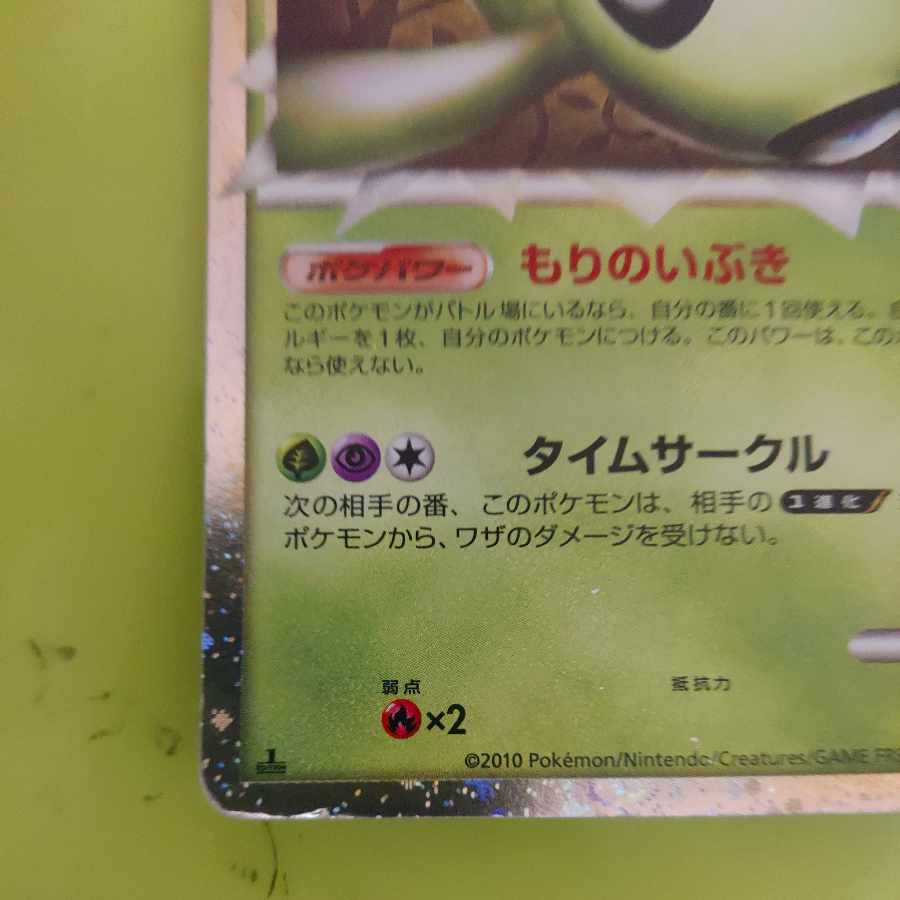 ポケパワー もりのいぶき
このポケモンがバトル場にいるなら、自分の番に1回使える。
ルギーを1枚、自分のポケモンにつける。このパワーは、この
なら使えない。
タイムサークル
次の相手の番、このポケモンは、相手の 1進化
ポケモンから、ワザのダメージを受けない。
弱点 抵抗力
×2
1
©2010 Pokémon/Nintendo/Creatures/GAME FR